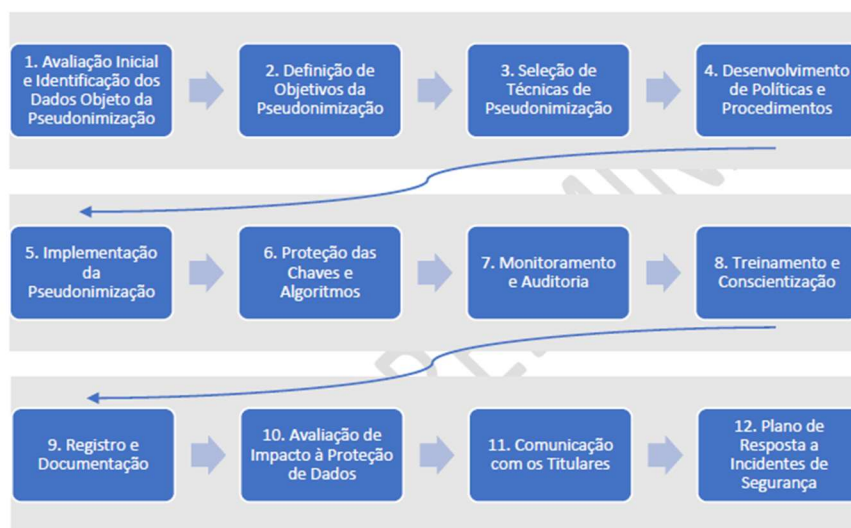 1. Avaliação Inicial
e Identificação dos
Dados Objeto da
Pseudonimização
2. Definição de
Objetivos da
Pseudonimização
3. Seleção de
Técnicas de
Pseudonimização
4. Desenvolvimento
de Políticas e
Procedimentos
5. Implementação
da
Pseudonimização
6. Proteção das
Chaves e
Algoritmos
7. Monitoramento
e Auditoria
8. Treinamento e
Conscientização
9. Registro e
Documentação
10. Avaliação de
Impacto à Proteção
de Dados
11. Comunicação
com os Titulares
12. Plano de
Resposta a
Incidentes de
Segurança